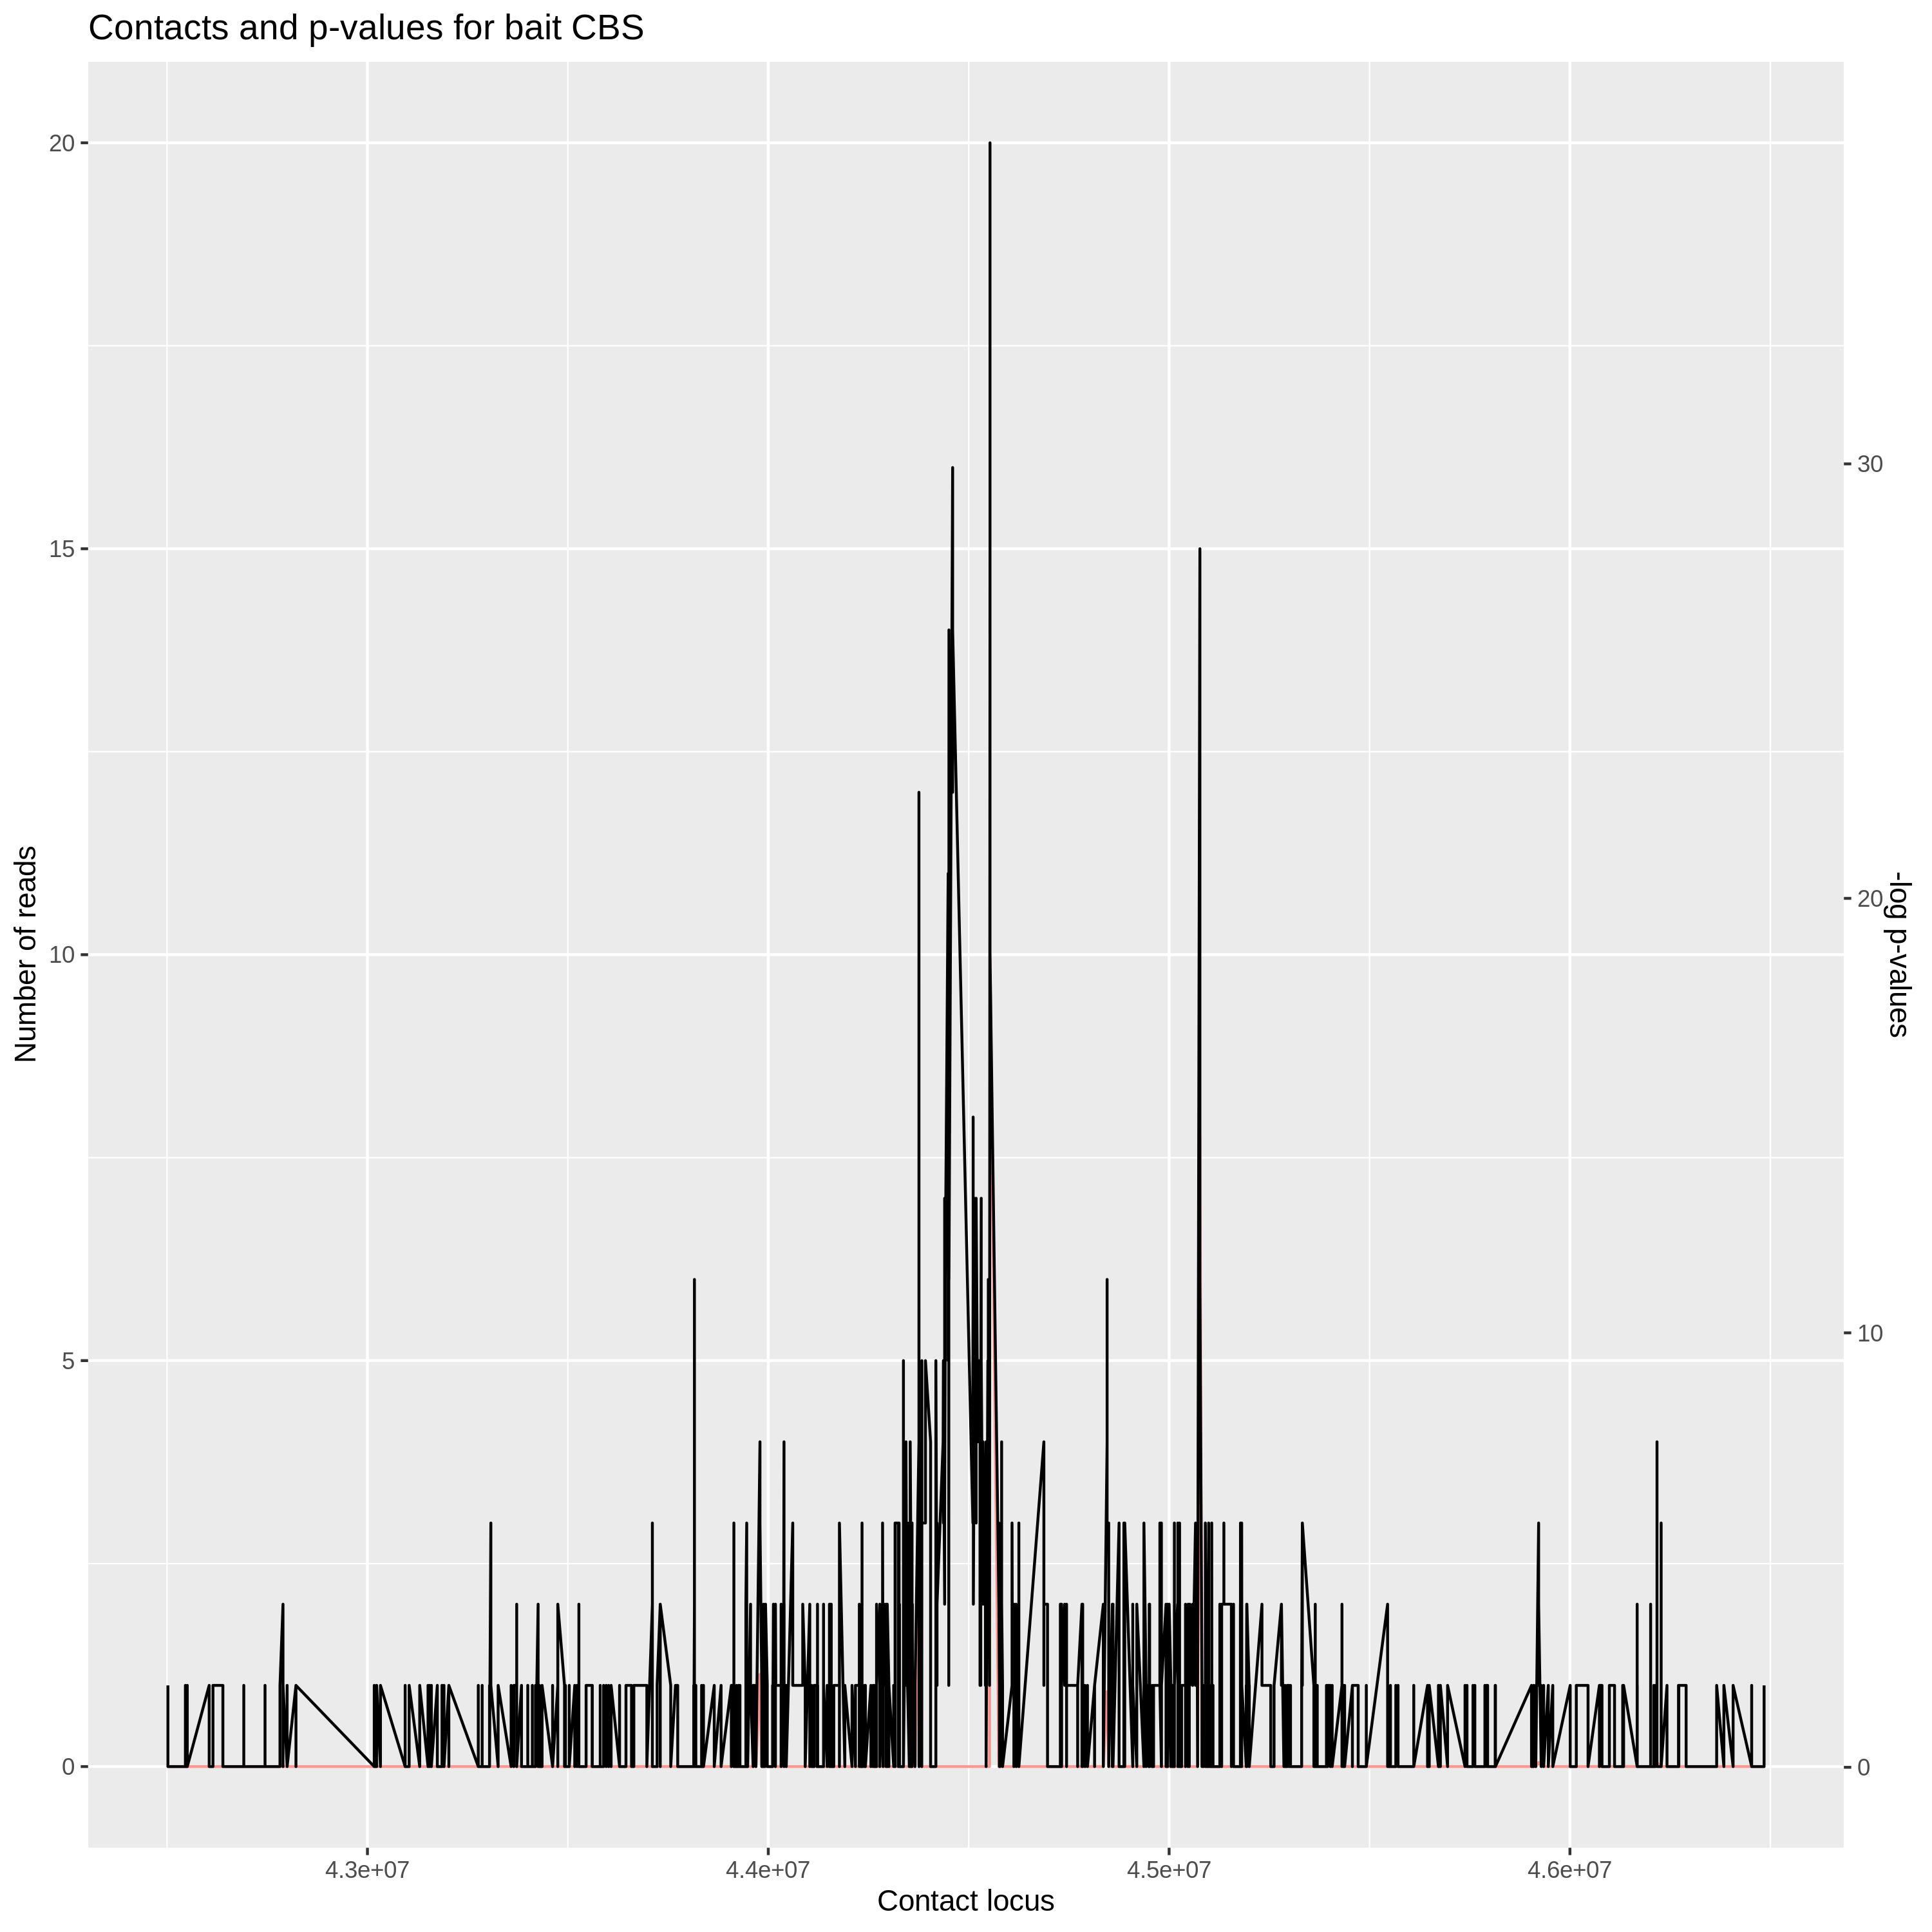 Contacts and p-values for bait CBS
20
15
10
5
0
Number of reads
30
20
10
0
-log p-values
4.3e+07
4.4e+07
4.5e+07
4.6e+07
Contact locus